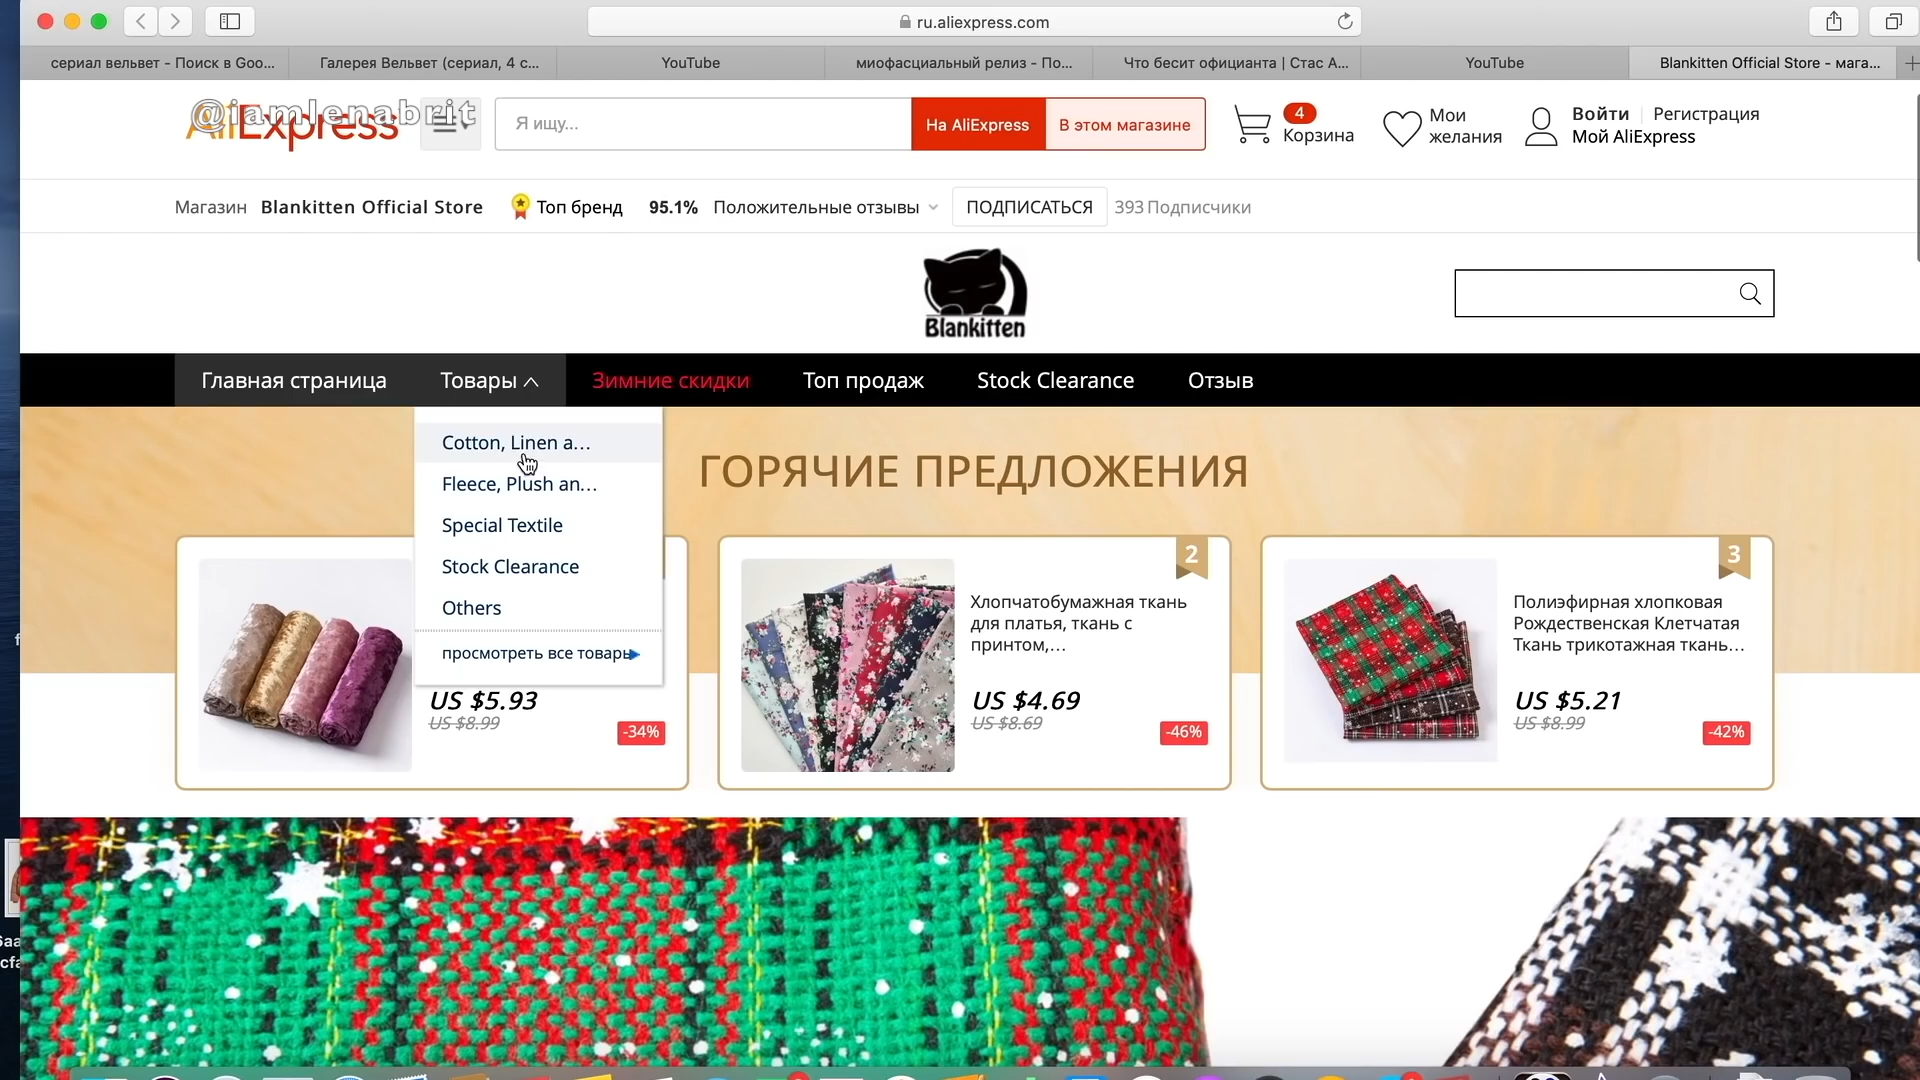 ru.aliexpress.com
сериал вельвет - Поиск в Goo...
Галерея Вельвет (сериал, 4 с...
YouTube
миофасциальный релиз - По...
Что бесит официанта | Стас А...
YouTube
Blankitten Official Store - мага...
@iamlenabrit
AliExpress
Я ищу...
На AliExpress
В этом магазине
4
Корзина
Мои
желания
Войти
Регистрация
Мой AliExpress
Магазин
Blankitten Official Store
Топ бренд
95.1% Положительные отзывы
ПОДПИСАТЬСЯ
393 Подписчики
Blankitten
Главная страница
Товары
Зимние скидки
Топ продаж
Stock Clearance
Отзыв
Cotton, Linen a...
Fleece, Plush an...
Special Textile
Stock Clearance
Others
просмотреть все товары
ГОРЯЧИЕ ПРЕДЛОЖЕНИЯ
US $5.93
US $8.99
-34%
2
Хлопчатобумажная ткань
для платья, ткань с
принтом,...
US $4.69
US $8.69
-46%
3
Полиэфирная хлопковая
Рождественская Клетчатая
Ткань трикотажная ткань...
US $5.21
US $8.99
-42%